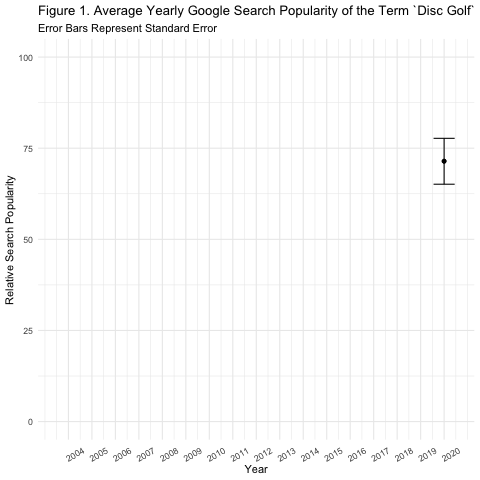 Figure 1. Average Yearly Google Search Popularity of the Term `Disc Golf`
Error Bars Represent Standard Error
Relative Search Popularity
100
75
50
25
0
2004 2005 2006 2007 2008 2009 2010 2011 2012 2013 2014 2015 2016 2017 2018 2019 2020
Year